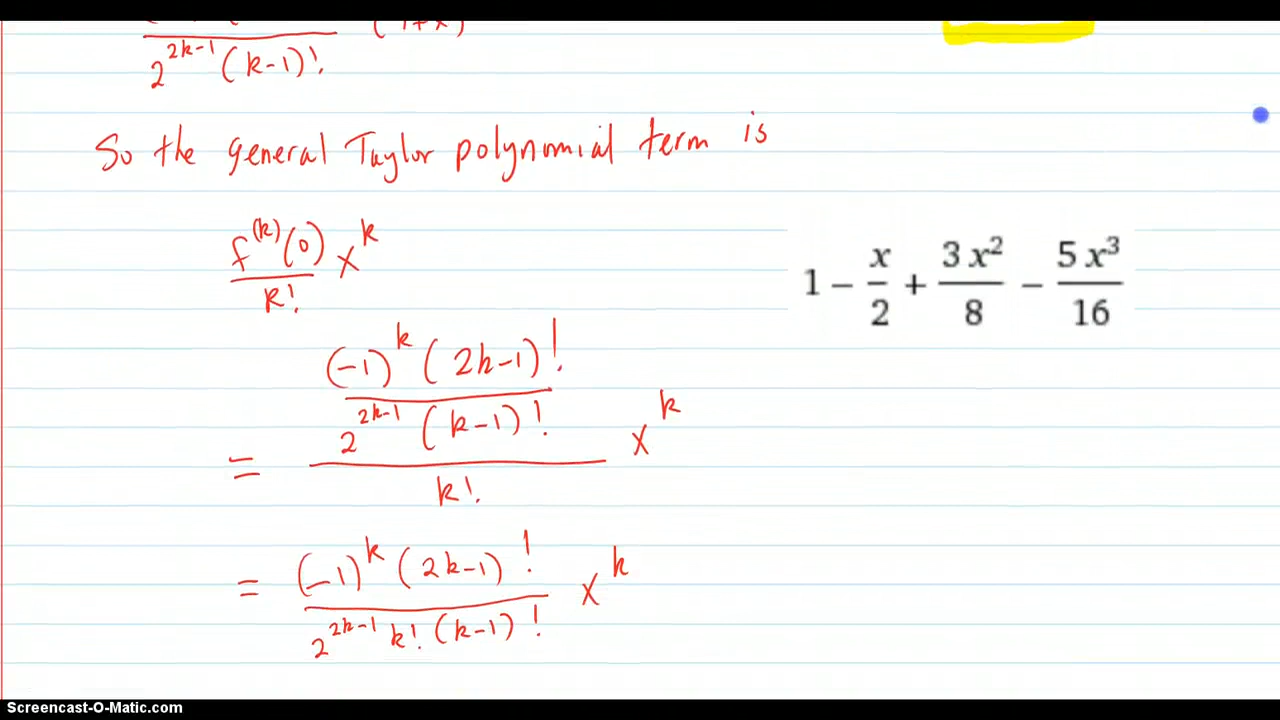 2^{2k-1} (k-1)! (1+x)
So the general Taylor polynomial term is
f^{(k)}(0) / k! x^k
1 - x/2 + 3x^2/8 - 5x^3/16
= (-1)^k (2k-1)! / 2^{2k-1} (k-1)! / k! x^k
= (-1)^k (2k-1)! / 2^{2k-1} k! (k-1)! x^k
Screencast-O-Matic.com